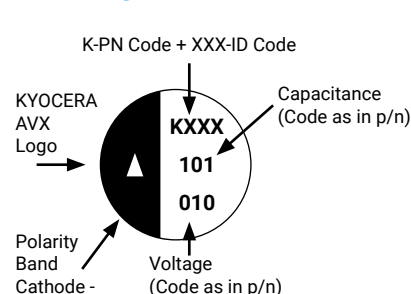 K-PN Code + XXX-ID Code
KYOCERA
AVX
Logo
Capacitance
(Code as in p/n)
KXXX
101
010
Polarity
Band
Cathode -
Voltage
(Code as in p/n)